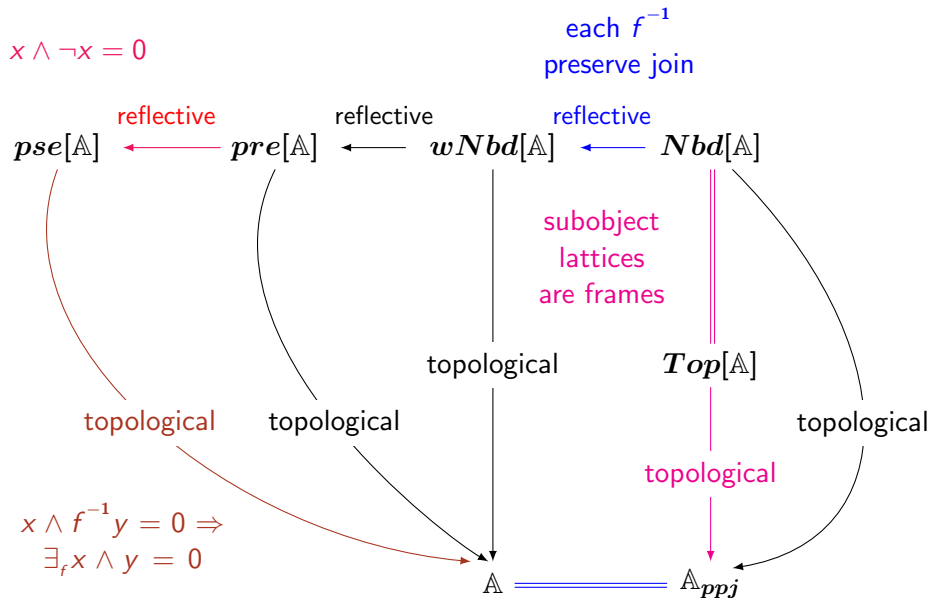 each f⁻¹
preserve join
x ∧ ¬x = 0
reflective reflective reflective
pse[𝔸] pre[𝔸] wNbd[𝔸] Nbd[𝔸]
subobject
lattices
are frames
topological Top[𝔸]
topological topological topological
topological
x ∧ f⁻¹y = 0 ⇒
∃_f x ∧ y = 0
𝔸 𝔸_ppj